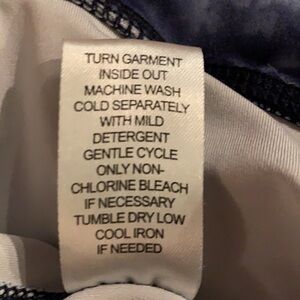 TURN GARMENT
INSIDE OUT
MACHINE WASH
COLD SEPARATELY
WITH MILD
DETERGENT
GENTLE CYCLE
ONLY NON-
CHLORINE BLEACH
IF NECESSARY
TUMBLE DRY LOW
COOL IRON
IF NEEDED